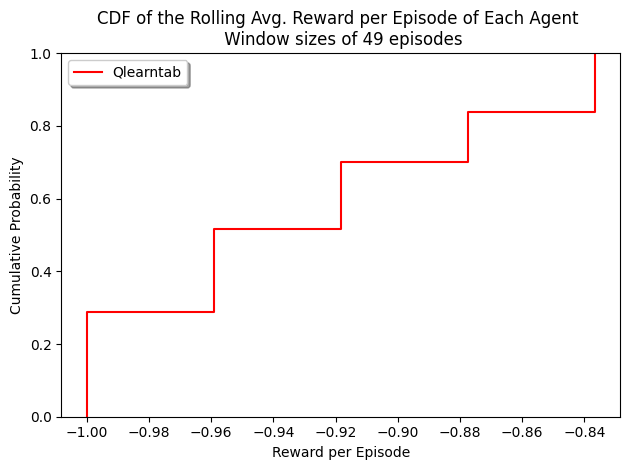 CDF of the Rolling Avg. Reward per Episode of Each Agent
Window sizes of 49 episodes
Qlearntab
1.0
0.8
0.6
0.4
0.2
0.0
Cumulative Probability
−1.00 −0.98 −0.96 −0.94 −0.92 −0.90 −0.88 −0.86 −0.84
Reward per Episode